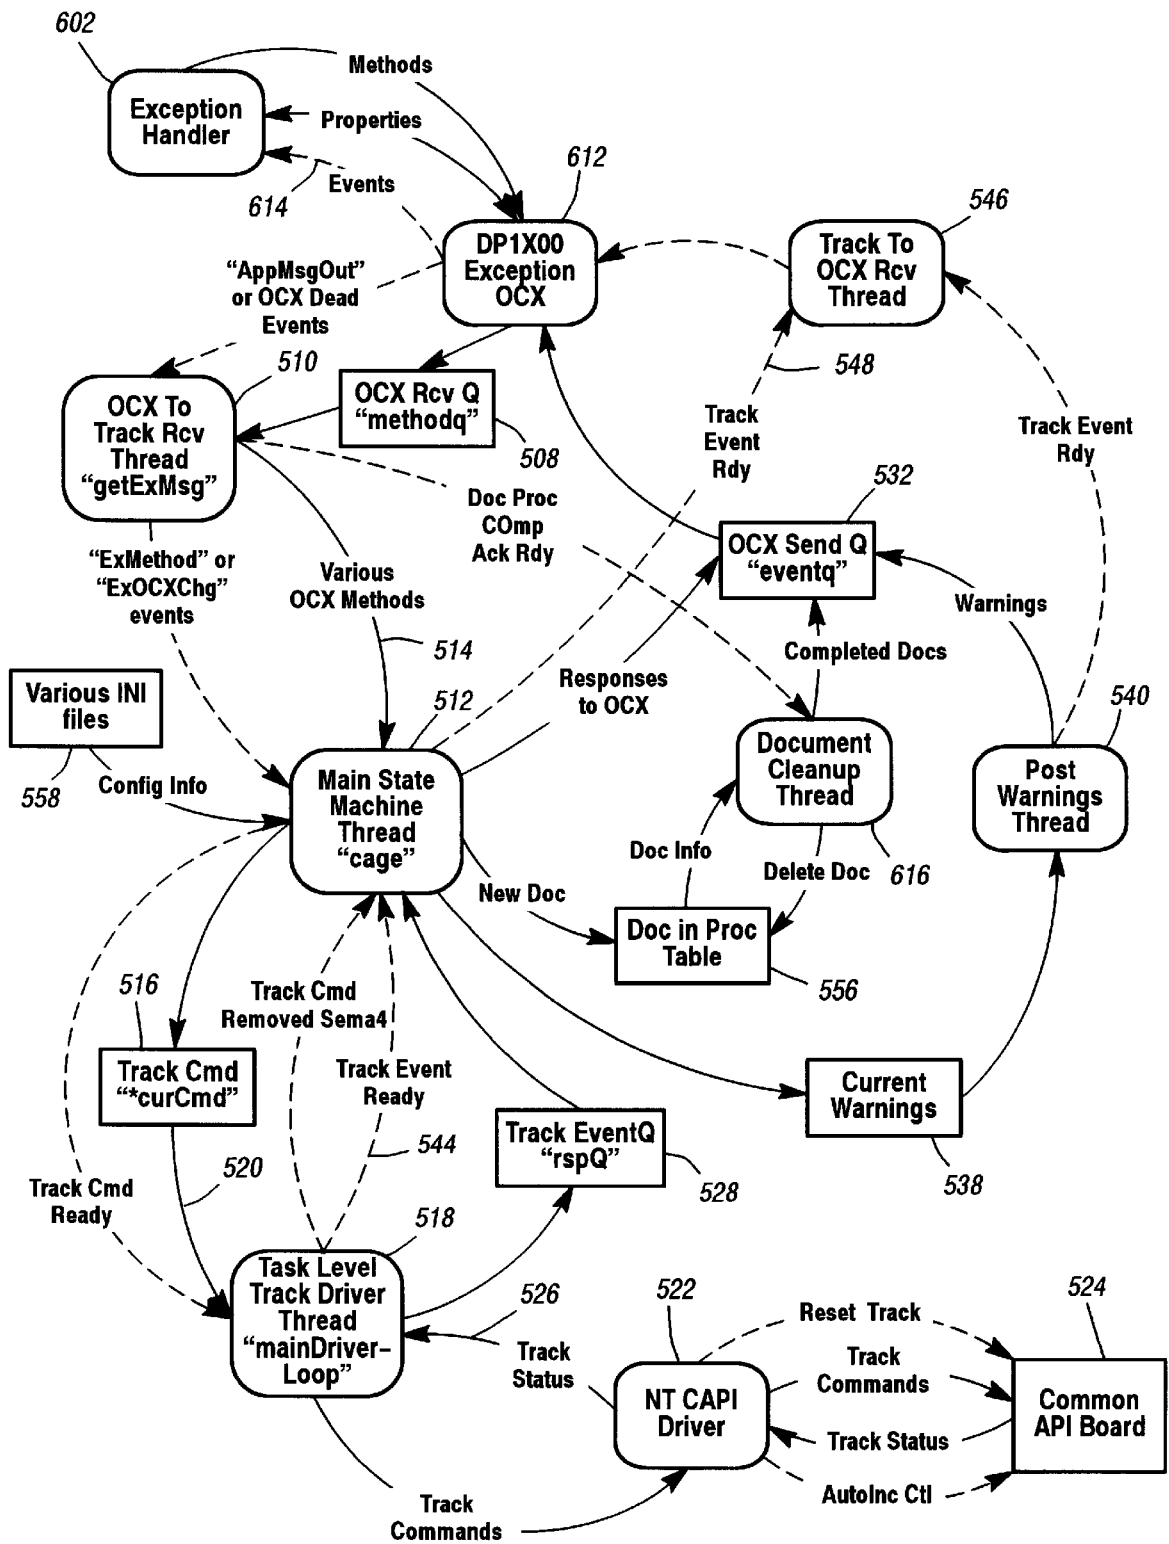 602
Methods
Exception
Handler
Properties
612
Events
614
546
DP1X00
Exception
OCX
Track To
OCX Rcv
Thread
“AppMsgOut”
or OCX Dead
Events
510
548
OCX Rcv Q
“methodq”
OCX To
Track Rcv
Thread
“getExMsg”
Track
Event
Rdy
Track Event
Rdy
508
532
Doc Proc
COmp
Ack Rdy
OCX Send Q
“eventq”
“ExMethod” or
“ExOCXChg”
events
Various
OCX Methods
Warnings
514
Completed Docs
Responses
to OCX
Various INI
files
512
540
Document
Cleanup
Thread
Main State
Machine
Thread
“cage”
Post
Warnings
Thread
558
Config Info
Doc Info
Delete Doc
616
New Doc
Doc in Proc
Table
516
Track Cmd
Removed Sema4
556
Track Cmd
“*curCmd”
Track Event
Ready
Current
Warnings
Track EventQ
“rspQ”
544
520
528
538
Track Cmd
Ready
518
Task Level
Track Driver
Thread
“mainDriver–
Loop”
526
522
524
Reset Track
Track
Status
Track
Commands
NT CAPI
Driver
Common
API Board
Track Status
AutoInc Ctl
Track
Commands